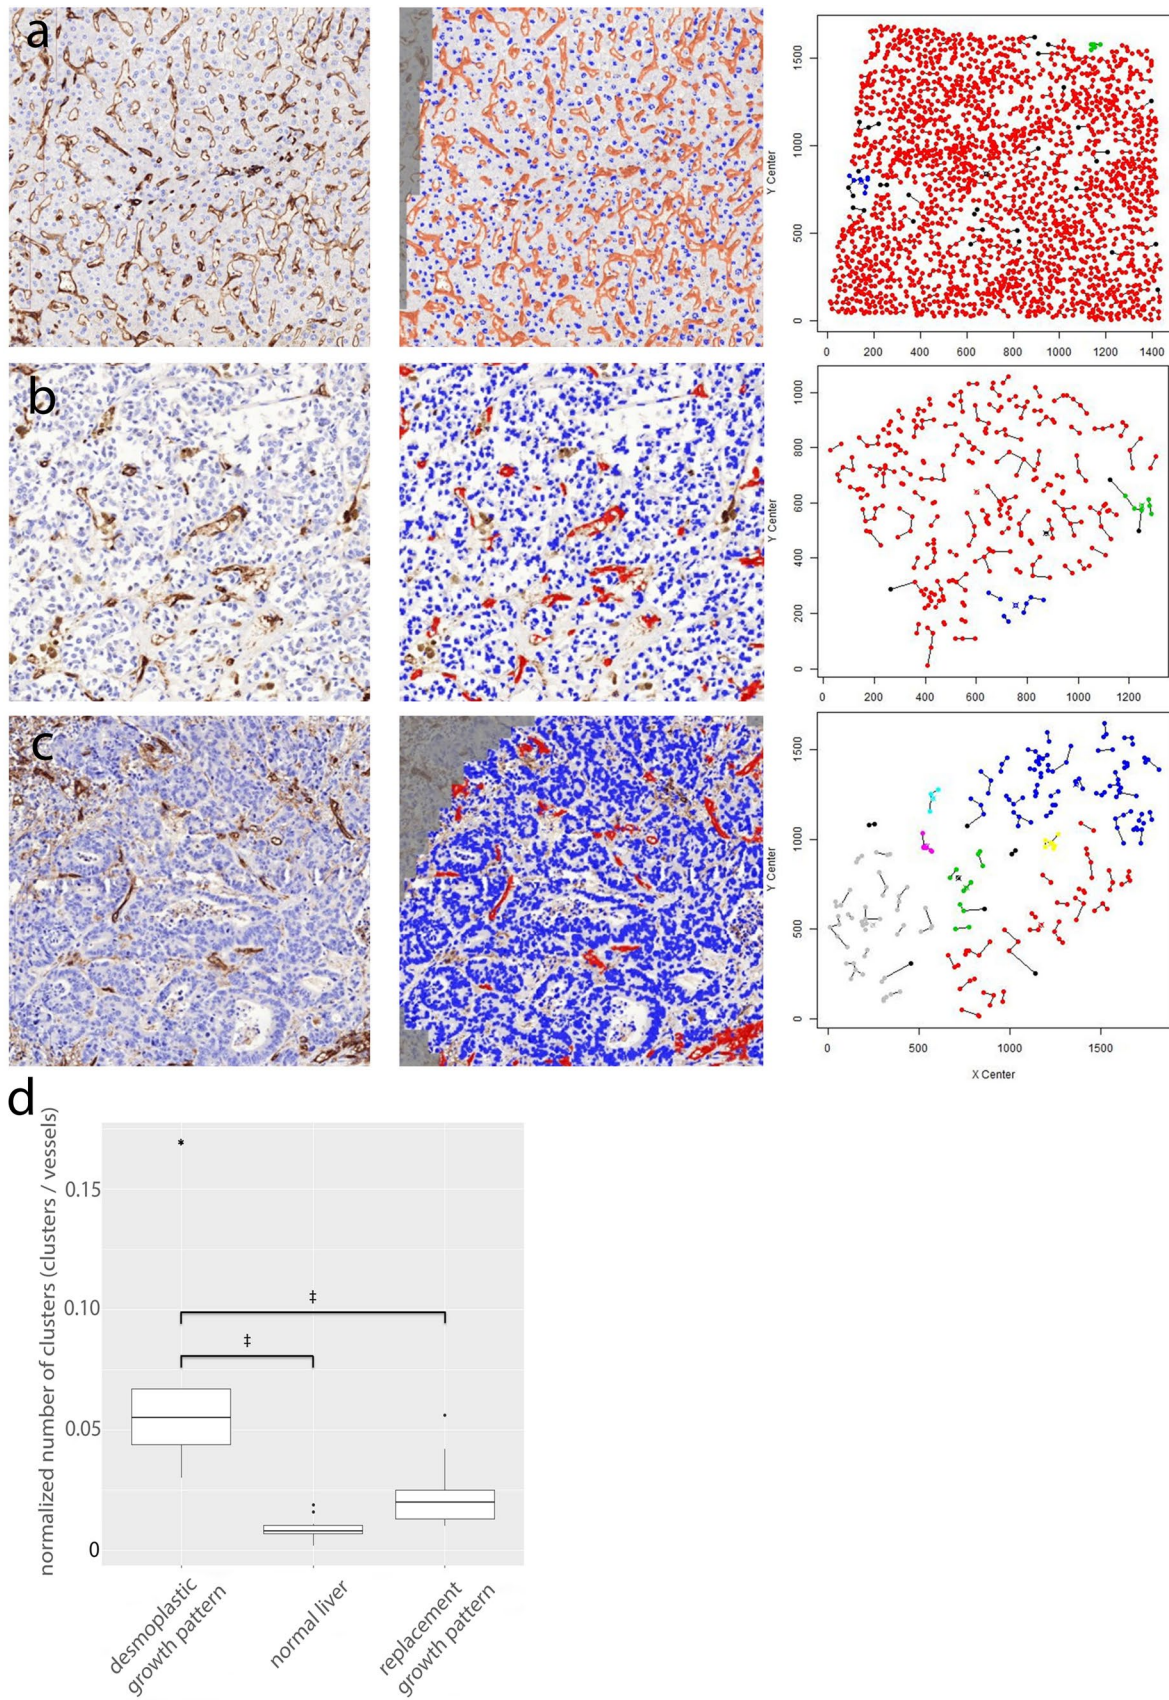 a
Y Center
1500
1000
500
0
0 200 400 600 800 1000 1200 1400
b
Y Center
1000
800
600
400
200
0
0 200 400 600 800 1000 1200
c
Y Center
1500
1000
500
0
0 500 1000 1500
X Center
d
normalized number of clusters (clusters / vessels)
*
0.15
‡
0.10
‡
0.05
0
desmoplastic
growth pattern
normal liver
replacement
growth pattern